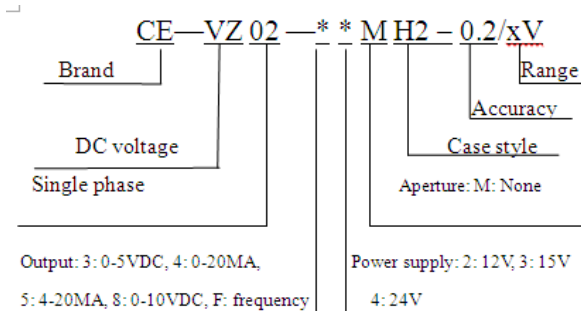 CE—VZ 02—* * M H2-0.2/xV
Brand
Range
Accuracy
DC voltage
Case style
Single phase
Aperture: M: None
Output: 3: 0-5VDC, 4: 0-20MA,
Power supply: 2: 12V, 3: 15V
5: 4-20MA, 8: 0-10VDC, F: frequency
4: 24V